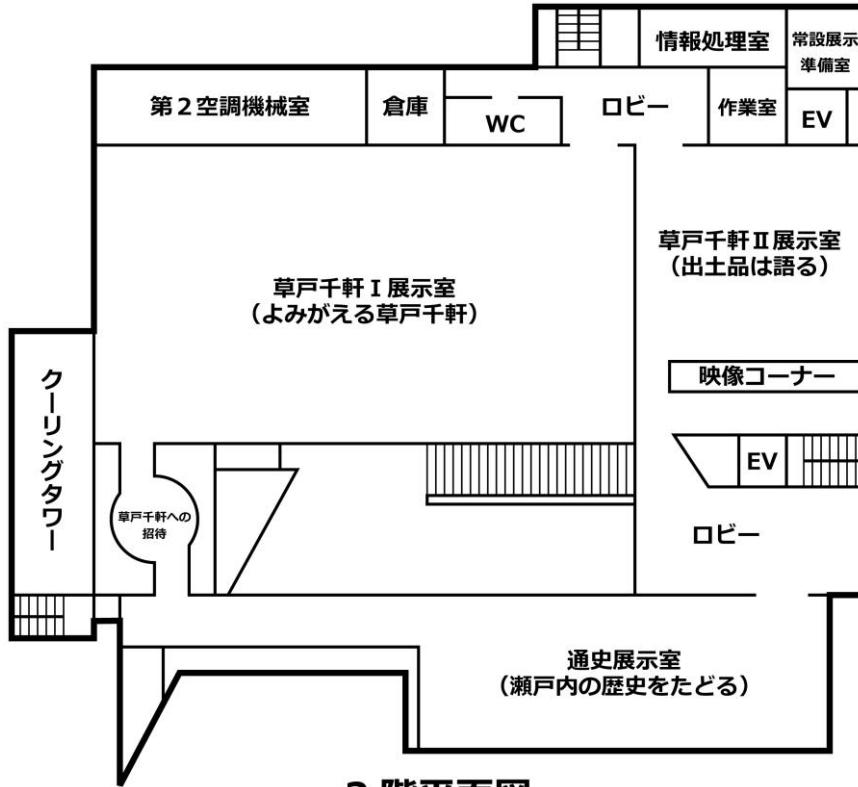 情報処理室
常設展示
準備室
第２空調機械室
倉庫
WC
ロビー
作業室
EV
草戸千軒Ⅱ展示室
（出土品は語る）
草戸千軒Ⅰ展示室
（よみがえる草戸千軒）
映像コーナー
クーリングタワー
EV
草戸千軒への
招待
ロビー
通史展示室
（瀬戸内の歴史をたどる）
２階平面図